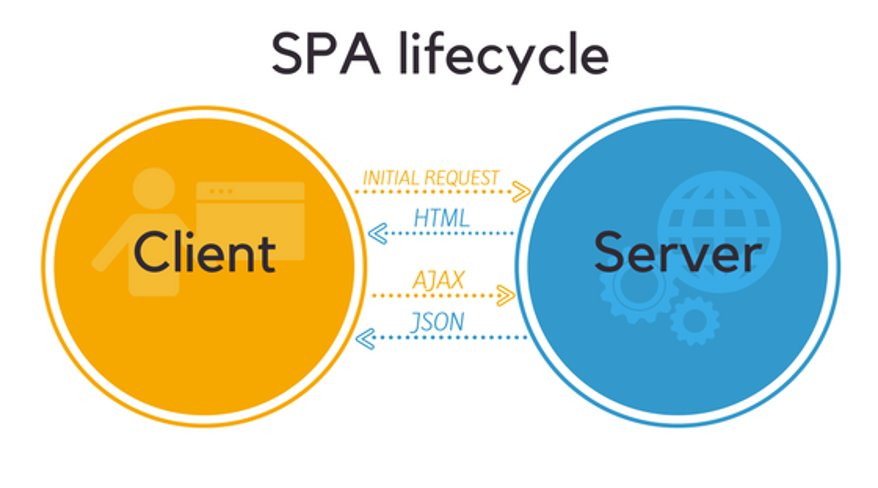 SPA lifecycle
Client
INITIAL REQUEST
HTML
AJAX
JSON
Server